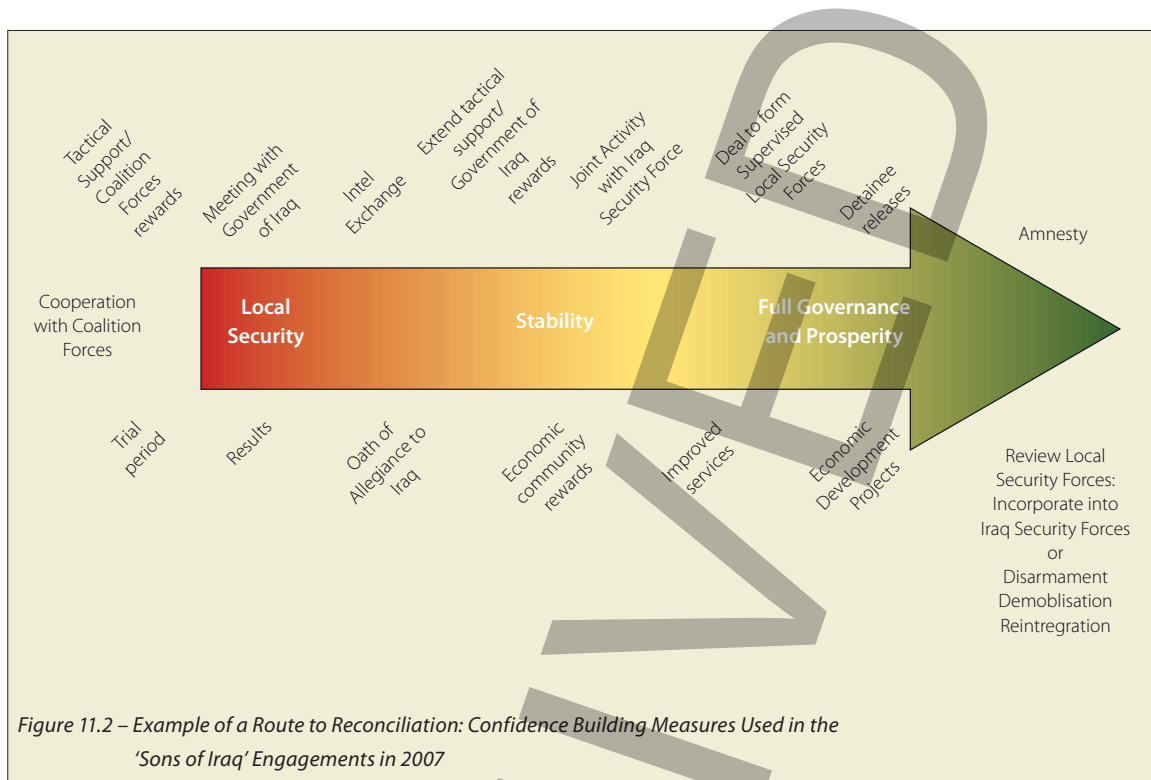 Tactical
Support/
Coalition
Forces
rewards
Meeting with
Government
of Iraq
Intel
Exchange
Extend tactical
support/
Government of
Iraq
rewards
Joint Activity
with Iraq
Security Force
Deal to form
Supervised
Local Security
Forces
Detainee
releases
Amnesty
Cooperation
with Coalition
Forces
Local
Security
Stability
Full Governance
and Prosperity
Trial
period
Results
Oath of
Allegiance to
Iraq
Economic
community
rewards
Improved
services
Economic
Development
Projects
Review Local
Security Forces:
Incorporate into
Iraq Security Forces
or
Disarmament
Demoblisation
Reintregration
Figure 11.2 – Example of a Route to Reconciliation: Confidence Building Measures Used in the
‘Sons of Iraq’ Engagements in 2007